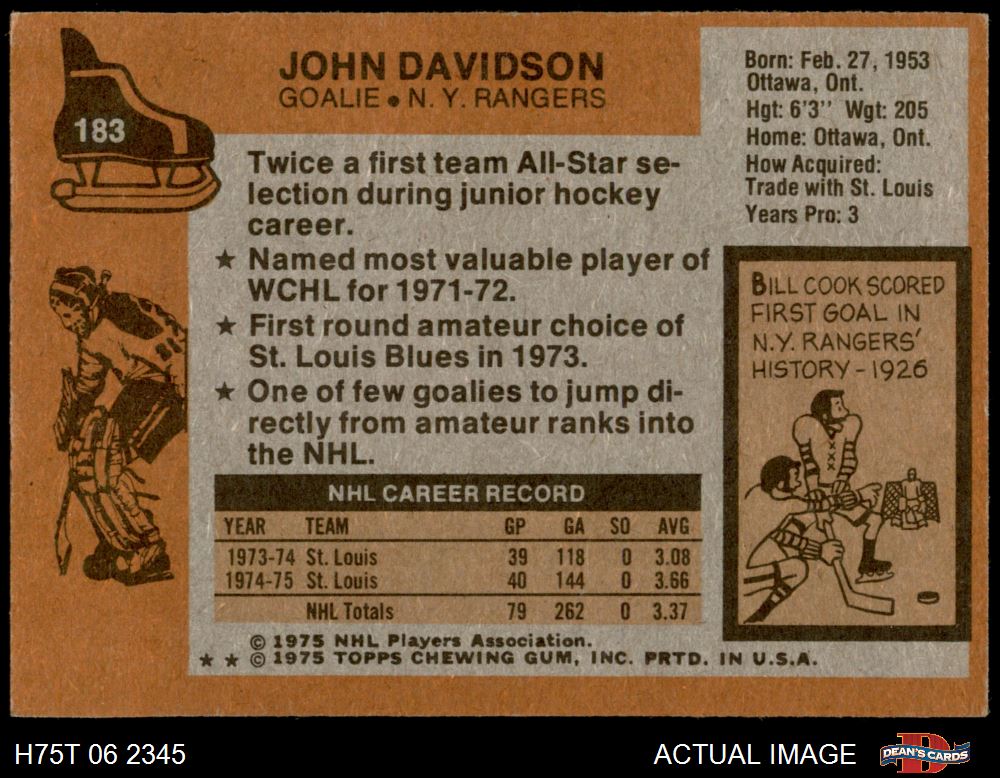 183
JOHN DAVIDSON
GOALIE • N. Y. RANGERS
Born: Feb. 27, 1953
Ottawa, Ont.
Hgt: 6'3'' Wgt: 205
Home: Ottawa, Ont.
How Acquired:
Trade with St. Louis
Years Pro: 3
Twice a first team All-Star se-
lection during junior hockey
career.
★ Named most valuable player of
WCHL for 1971-72.
★ First round amateur choice of
St. Louis Blues in 1973.
★ One of few goalies to jump di-
rectly from amateur ranks into
the NHL.
BILL COOK SCORED
FIRST GOAL IN
N.Y. RANGERS'
HISTORY - 1926
NHL CAREER RECORD
YEAR TEAM GP GA SO AVG
1973-74 St. Louis 39 118 0 3.08
1974-75 St. Louis 40 144 0 3.66
NHL Totals 79 262 0 3.37
© 1975 NHL Players Association.
★ ★ © 1975 TOPPS CHEWING GUM, INC. PRTD. IN U.S.A.
H75T 06 2345
ACTUAL IMAGE
D
DEAN'S CARDS